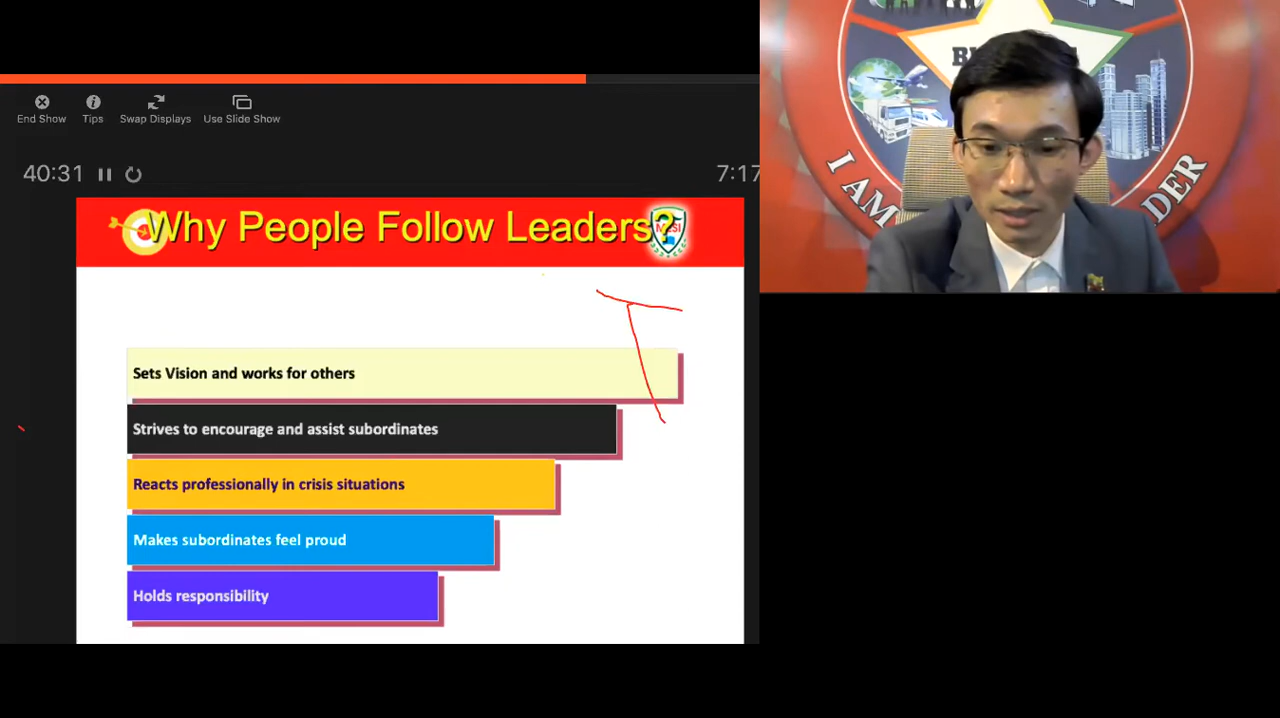 End Show
Tips
Swap Displays
Use Slide Show
40:31
7:17
Why People Follow Leaders?
Sets Vision and works for others
Strives to encourage and assist subordinates
Reacts professionally in crisis situations
Makes subordinates feel proud
Holds responsibility
I AM
DER